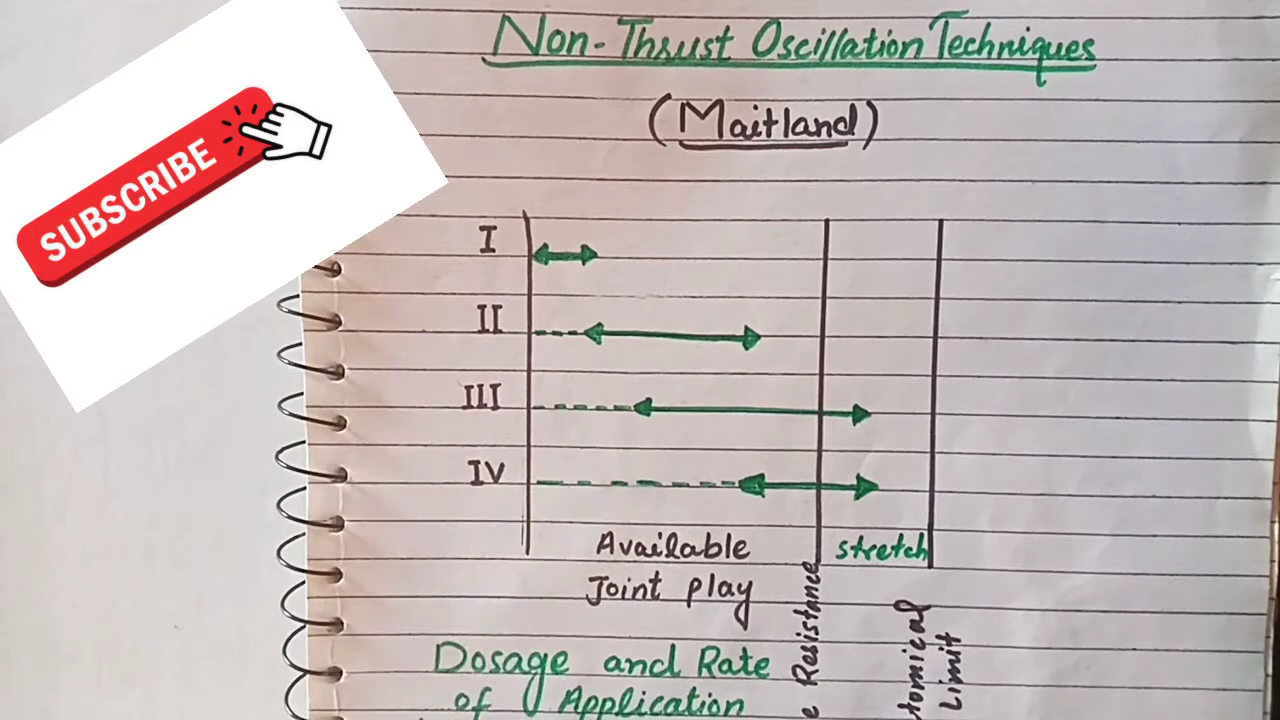 Non-Thrust Oscillation Techniques
(Maitland)
SUBSCRIBE
I
II
III
IV
Available
Joint play
stretch
Resistance
Limit
Dosage and Rate
of Application